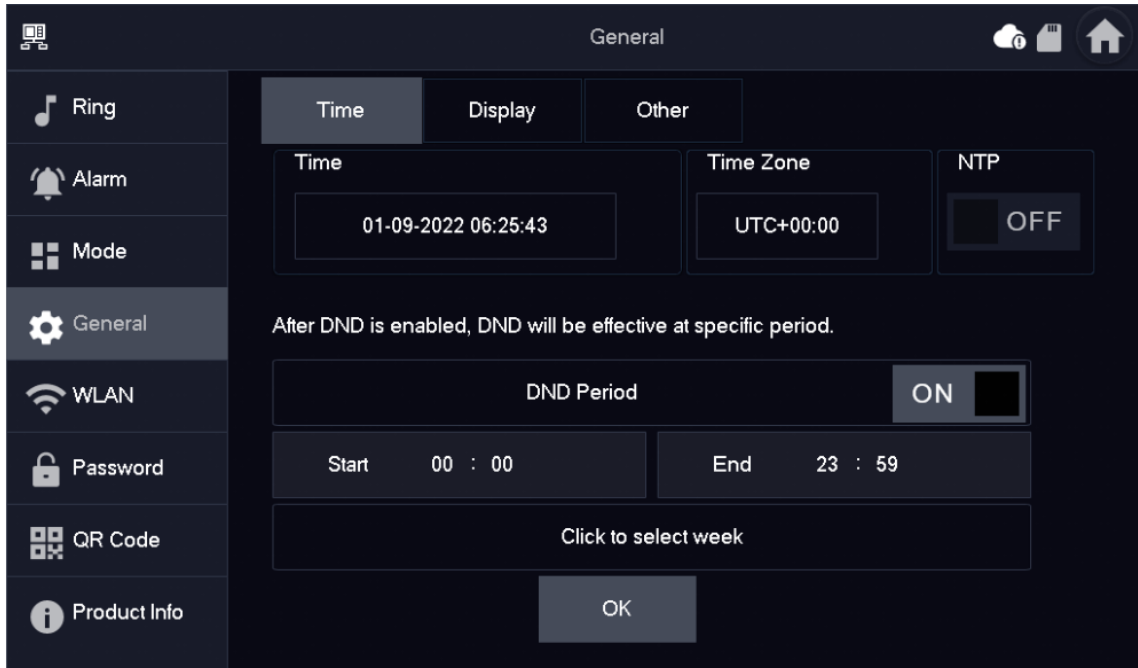 General
Ring
Alarm
Mode
General
WLAN
Password
QR Code
Product Info
Time Display Other
Time Time Zone NTP
01-09-2022 06:25:43 UTC+00:00 OFF
After DND is enabled, DND will be effective at specific period.
DND Period ON
Start 00 : 00 End 23 : 59
Click to select week
OK